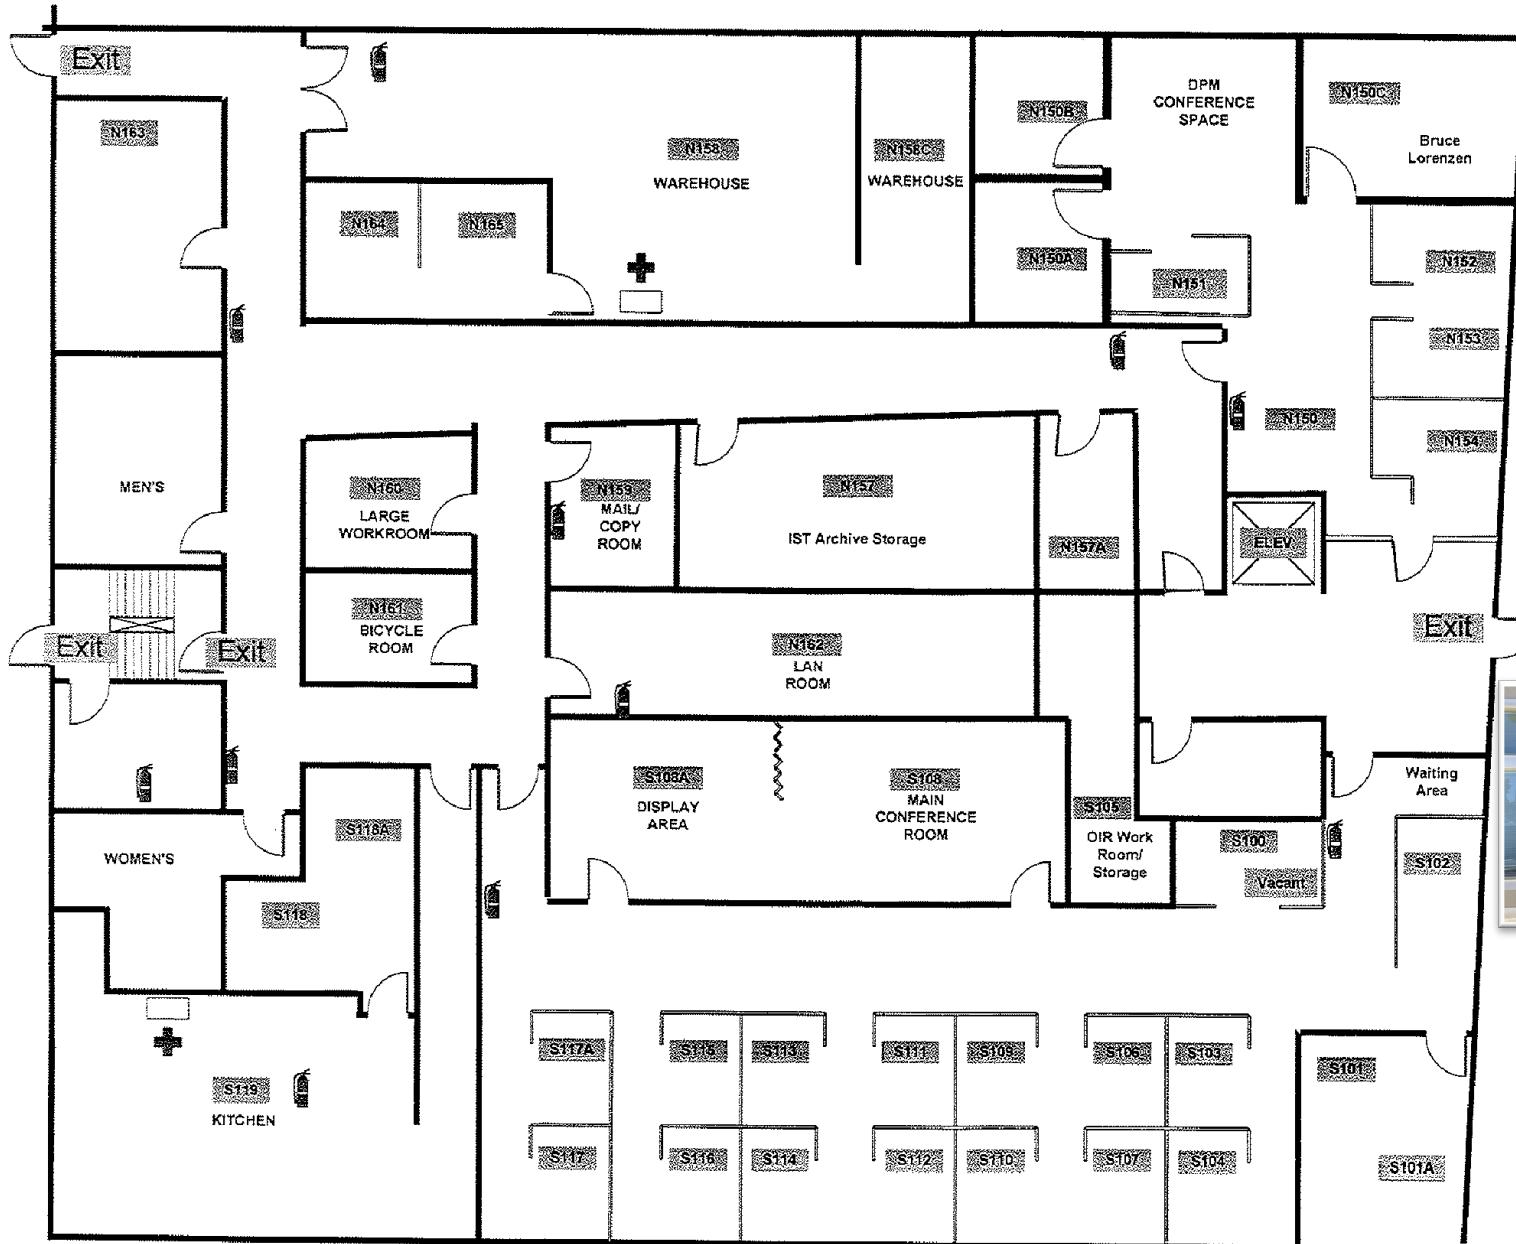 Exit
N163
N158
WAREHOUSE
N158C
WAREHOUSE
N150B
DPM
CONFERENCE
SPACE
N150C
Bruce
Lorenzen
N164
N165
N150A
N151
N152
N153
N150
N154
MEN'S
N160
LARGE
WORKROOM
N159
MAIL/
COPY
ROOM
N157
IST Archive Storage
N157A
ELEV
N161
BICYCLE
ROOM
Exit
Exit
N162
LAN
ROOM
Exit
S108A
DISPLAY
AREA
S108
MAIN
CONFERENCE
ROOM
S105
OIR Work
Room/
Storage
Waiting
Area
S100
Vacant
S102
S118A
WOMEN'S
S118
S119
KITCHEN
S117A
S115
S113
S111
S109
S106
S103
S101
S117
S116
S114
S112
S110
S107
S104
S101A